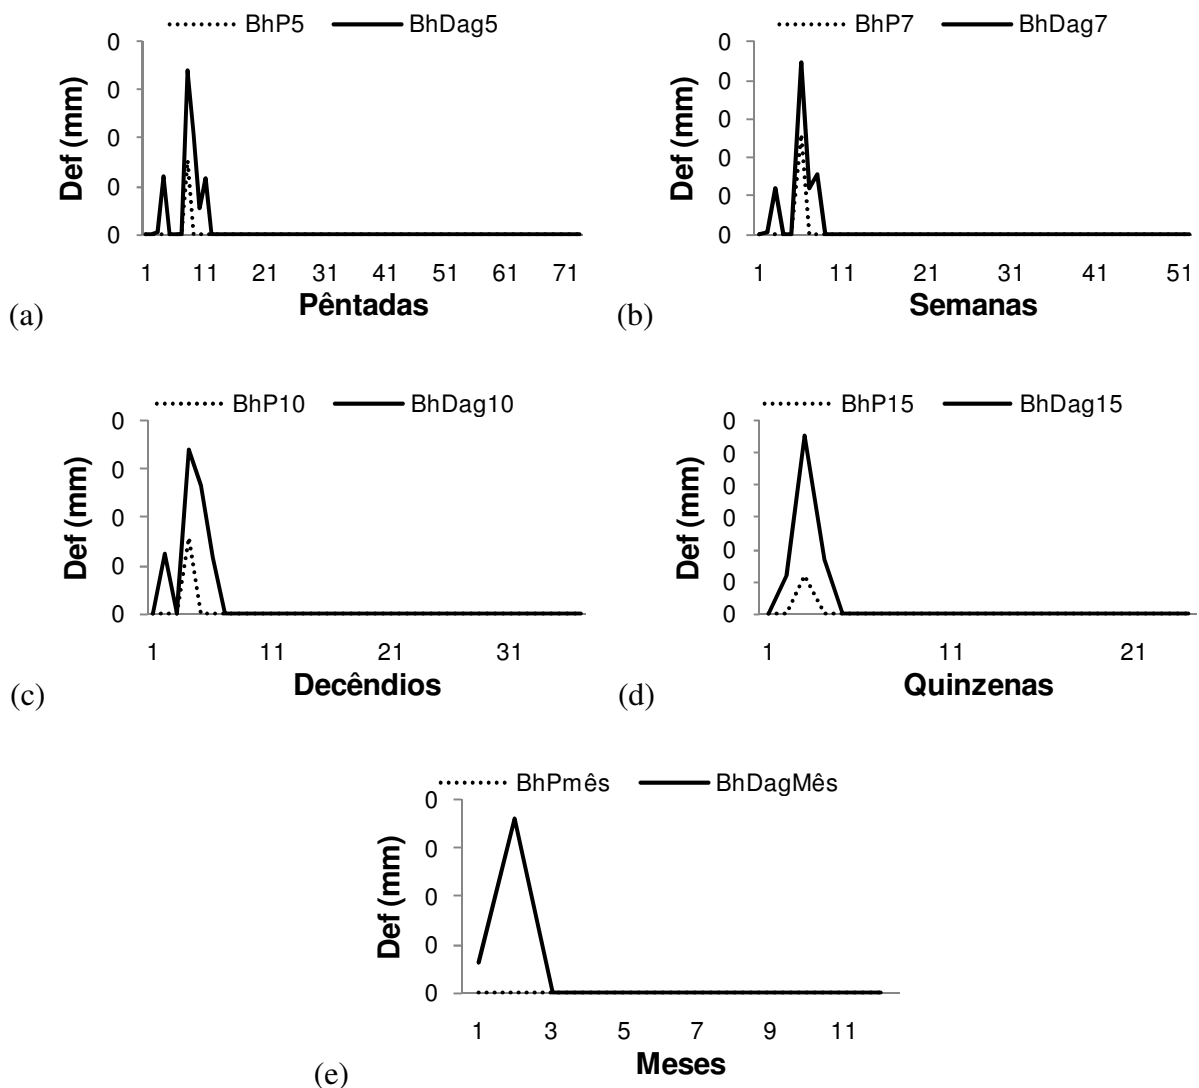 BhP5 BhDag5
0
0
0
0
0
Def (mm)
1 11 21 31 41 51 61 71
Pêntadas
(a)
BhP7 BhDag7
0
0
0
0
0
0
Def (mm)
1 11 21 31 41 51
Semanas
(b)
BhP10 BhDag10
0
0
0
0
0
Def (mm)
1 11 21 31
Decêndios
(c)
BhP15 BhDag15
0
0
0
0
0
0
0
Def (mm)
1 11 21
Quinzenas
(d)
BhPmês BhDagMês
0
0
0
0
0
Def (mm)
1 3 5 7 9 11
Meses
(e)